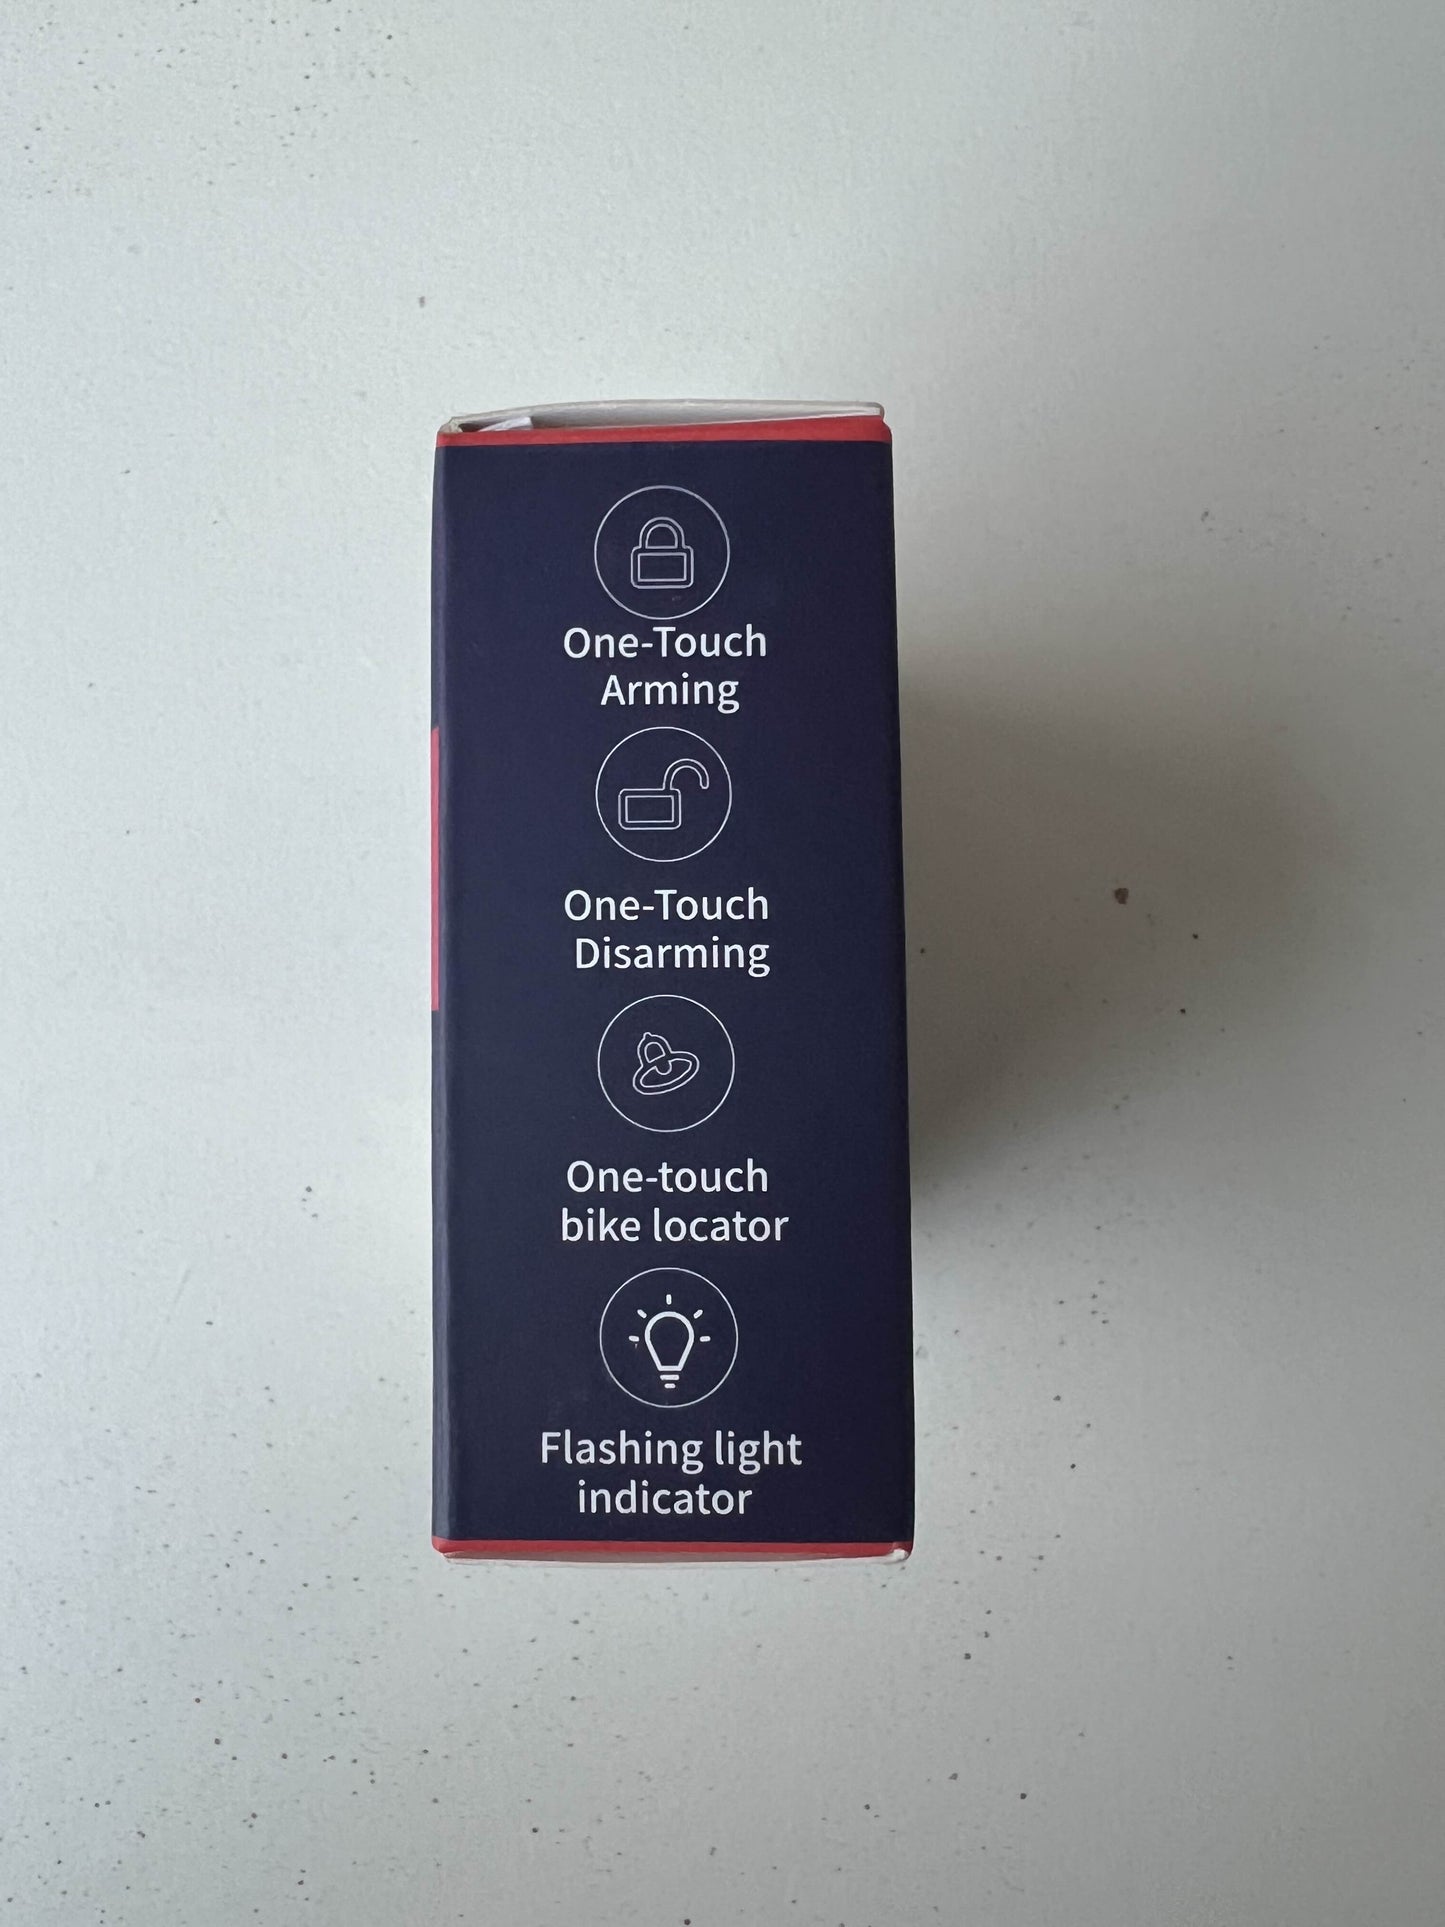 One-Touch
Arming
One-Touch
Disarming
One-touch
bike locator
Flashing light
indicator